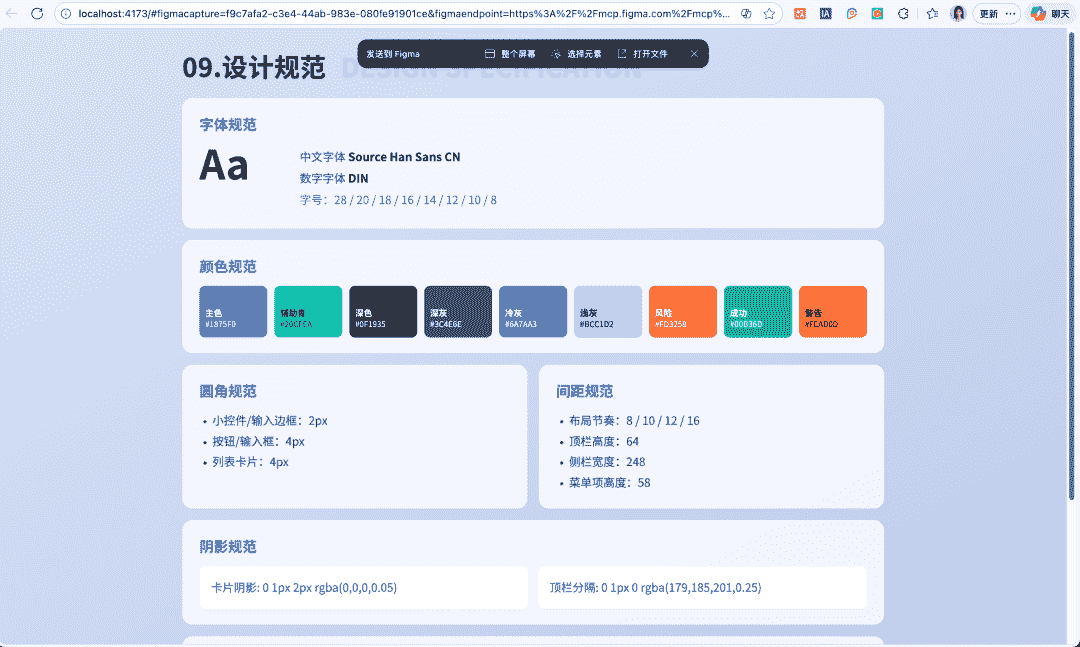 localhost:4173/#figmacapture=f9c7afa2-c3e4-44ab-983e-080fe91901ce&figmaendpoint=https%3A%2F%2Fmcp.figma.com%2Fmcp%...
更新
聊天
发送到 Figma
整个屏幕
选择元素
打开文件
09.设计规范 DESIGN SPECIFICATION
字体规范
Aa
中文字体 Source Han Sans CN
数字字体 DIN
字号：28 / 20 / 18 / 16 / 14 / 12 / 10 / 8
颜色规范
主色
辅助青
深色
#0F1935
深灰
#3C4E6E
冷灰
#6A7AA3
浅灰
#BCC1D2
风险
#FD3258
成功
警告
圆角规范
• 小控件/输入边框：2px
• 按钮/输入框：4px
• 列表卡片：4px
间距规范
• 布局节奏：8 / 10 / 12 / 16
• 顶栏高度：64
• 侧栏宽度：248
• 菜单项高度：58
阴影规范
卡片阴影: 0 1px 2px rgba(0,0,0,0.05)
顶栏分隔: 0 1px 0 rgba(179,185,201,0.25)